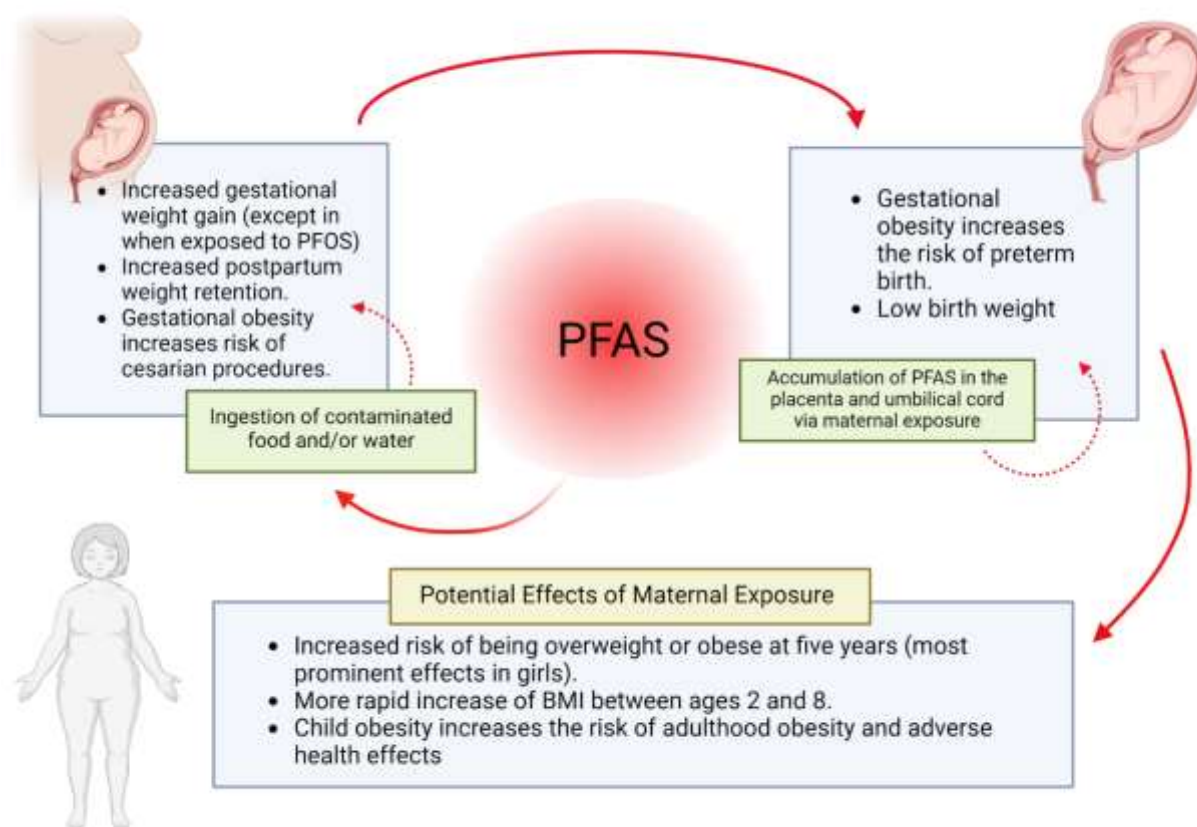 • Increased gestational
weight gain (except in
when exposed to PFOS)
• Increased postpartum
weight retention.
• Gestational obesity
increases risk of
cesarian procedures.
Ingestion of contaminated
food and/or water
PFAS
• Gestational
obesity increases
the risk of preterm
birth.
• Low birth weight
Accumulation of PFAS in the
placenta and umbilical cord
via maternal exposure
Potential Effects of Maternal Exposure
• Increased risk of being overweight or obese at five years (most
prominent effects in girls).
• More rapid increase of BMI between ages 2 and 8.
• Child obesity increases the risk of adulthood obesity and adverse
health effects